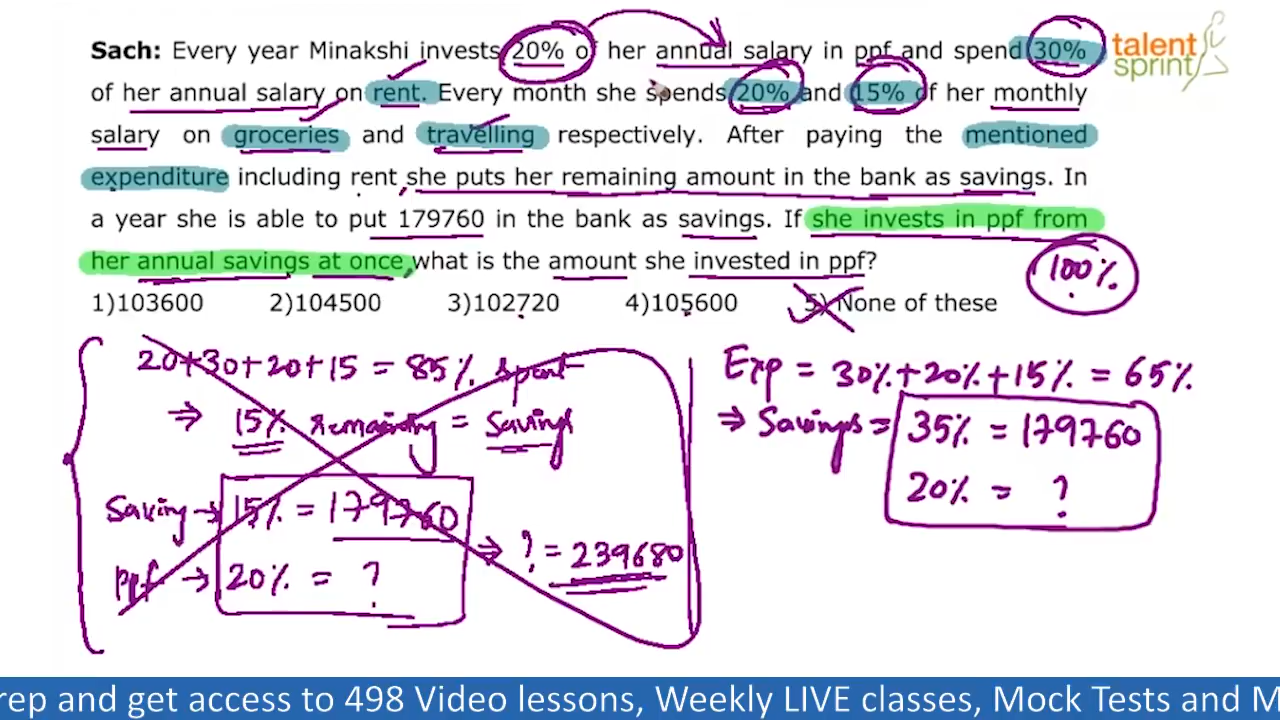 Sach: Every year Minakshi invests 20% of her annual salary in ppf and spend 30%
of her annual salary on rent. Every month she spends 20% and 15% of her monthly
salary on groceries and travelling respectively. After paying the mentioned
expenditure including rent she puts her remaining amount in the bank as savings. In
a year she is able to put 179760 in the bank as savings. If she invests in ppf from
her annual savings at once, what is the amount she invested in ppf?
1)103600 2)104500 3)102720 4)105600 5) None of these
talent
sprint
100%
20+30+20+15 = 85% spent
⇒ 15% remaining = Savings
Saving → 15% = 179760
ppf → 20% = ?
⇒ ? = 239680
Exp = 30%+20%+15% = 65%
⇒ Savings = 35% = 179760
20% = ?
rep and get access to 498 Video lessons, Weekly LIVE classes, Mock Tests and M